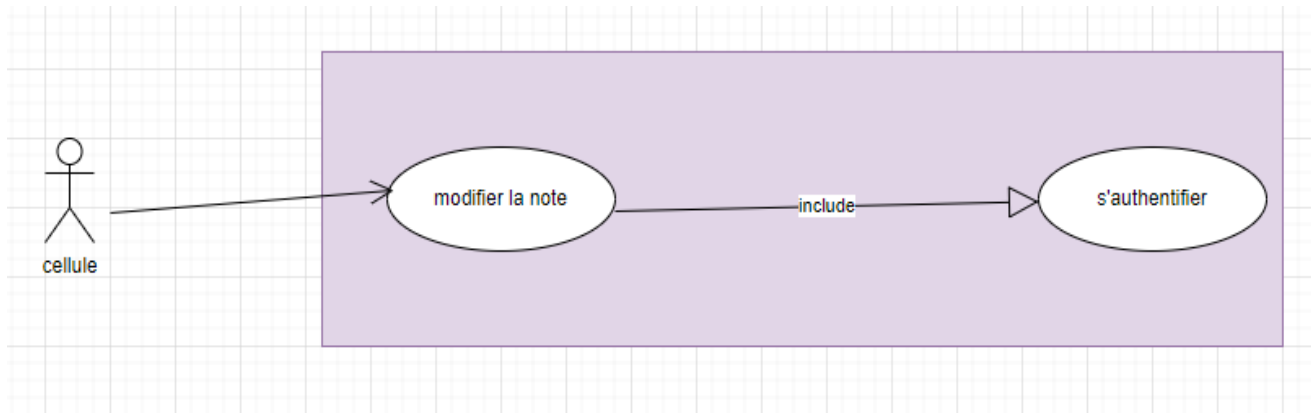 modifier la note
include
s'authentifier
cellule